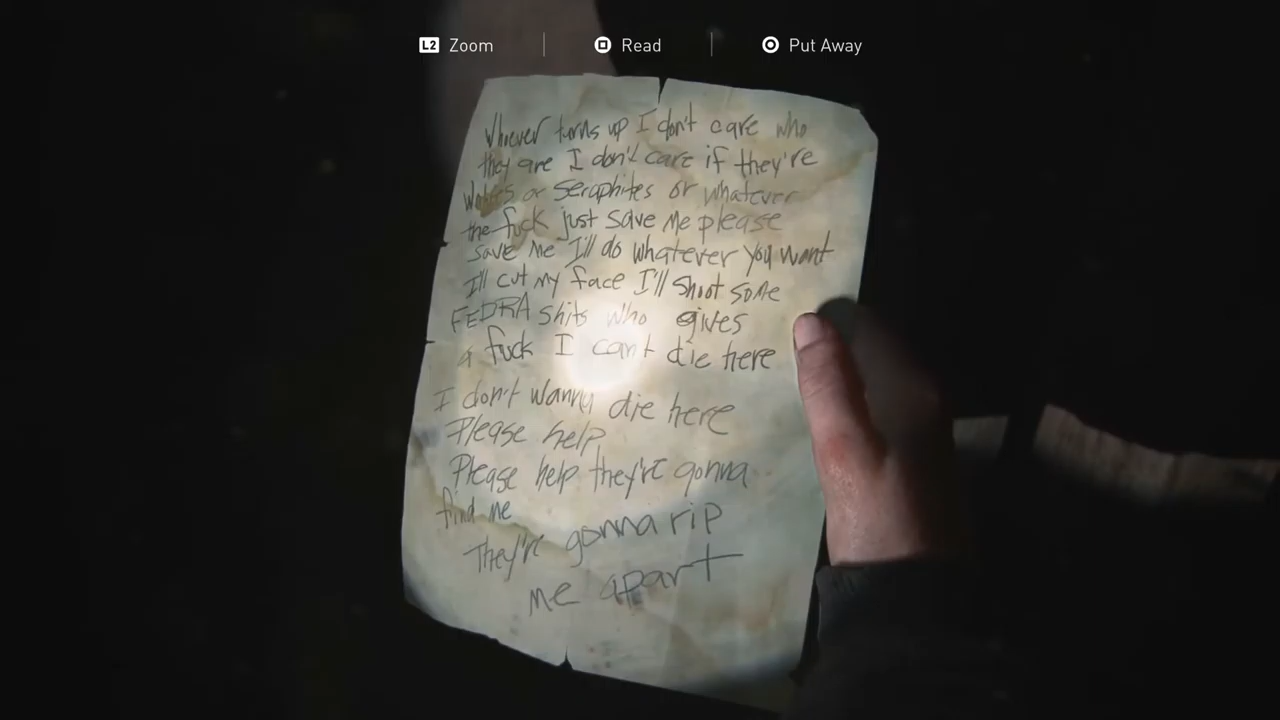 L2 Zoom Read Put Away
Whoever turns up I don't care who
they are I don't care if they're
Wolves or Seraphites or whatever
the fuck just save me please
save me I'll do whatever you want
I'll cut my face I'll shoot some
FEDRA shits who gives
a fuck I can't die here
I don't wanna die here
Please help
Please help they're gonna
find me
They're gonna rip
me apart